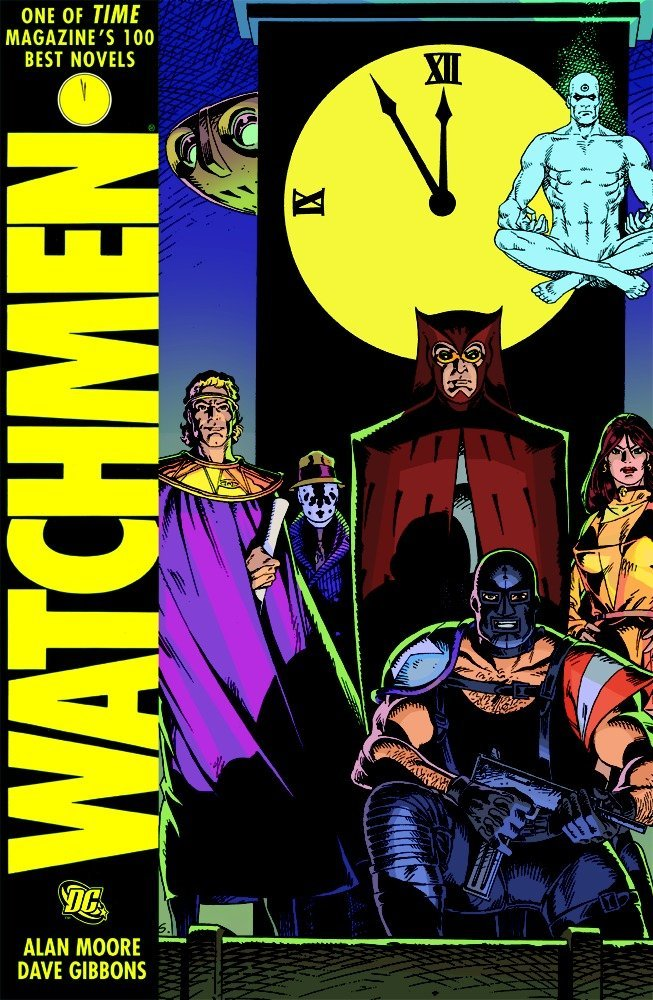 ONE OF TIME
MAGAZINE'S 100
BEST NOVELS
WATCHMEN
®
XII
IX
DC
ALAN MOORE
DAVE GIBBONS